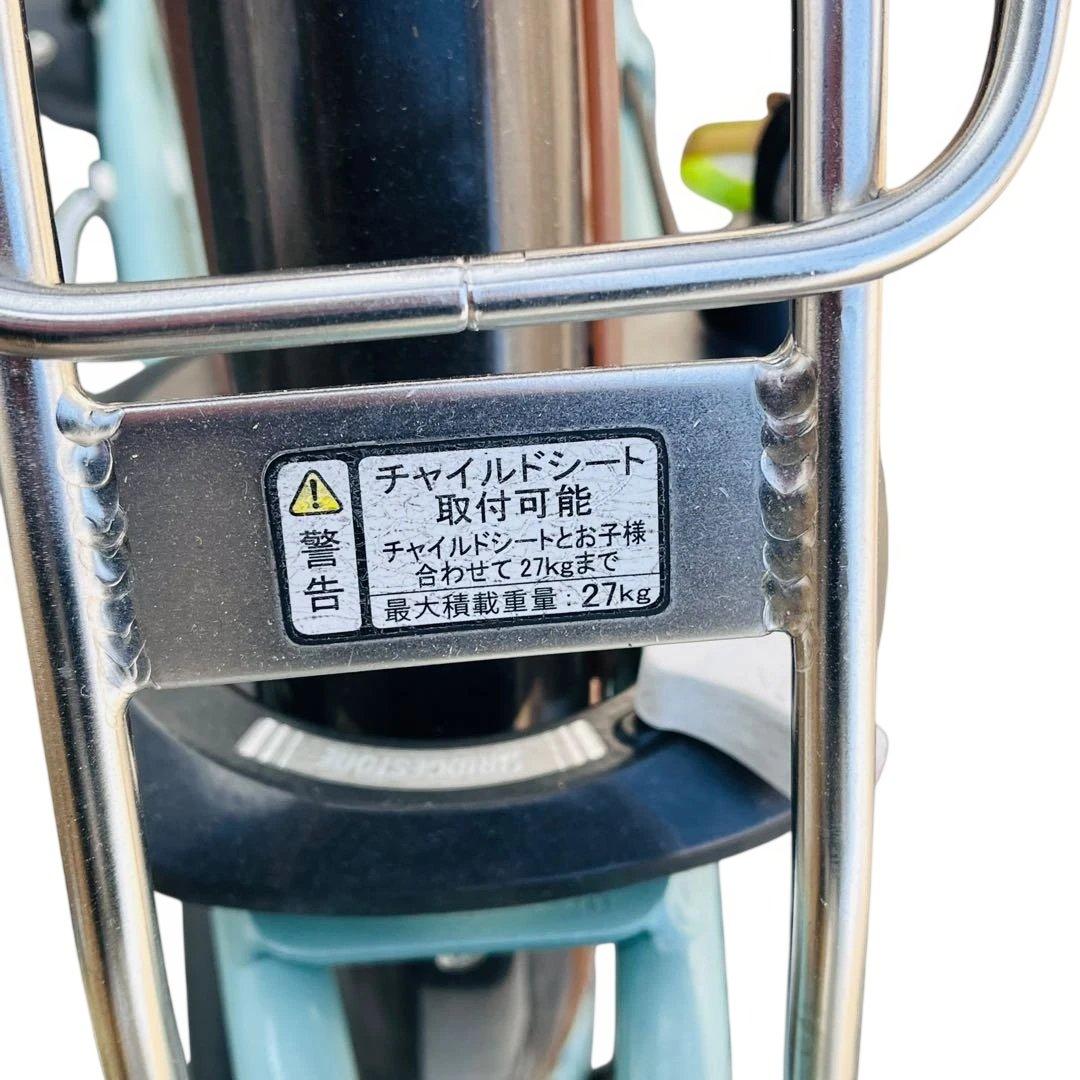 警告
チャイルドシート
取付可能
チャイルドシートとお子様
合わせて27kgまで
最大積載重量:27kg
BRIDGESTONE